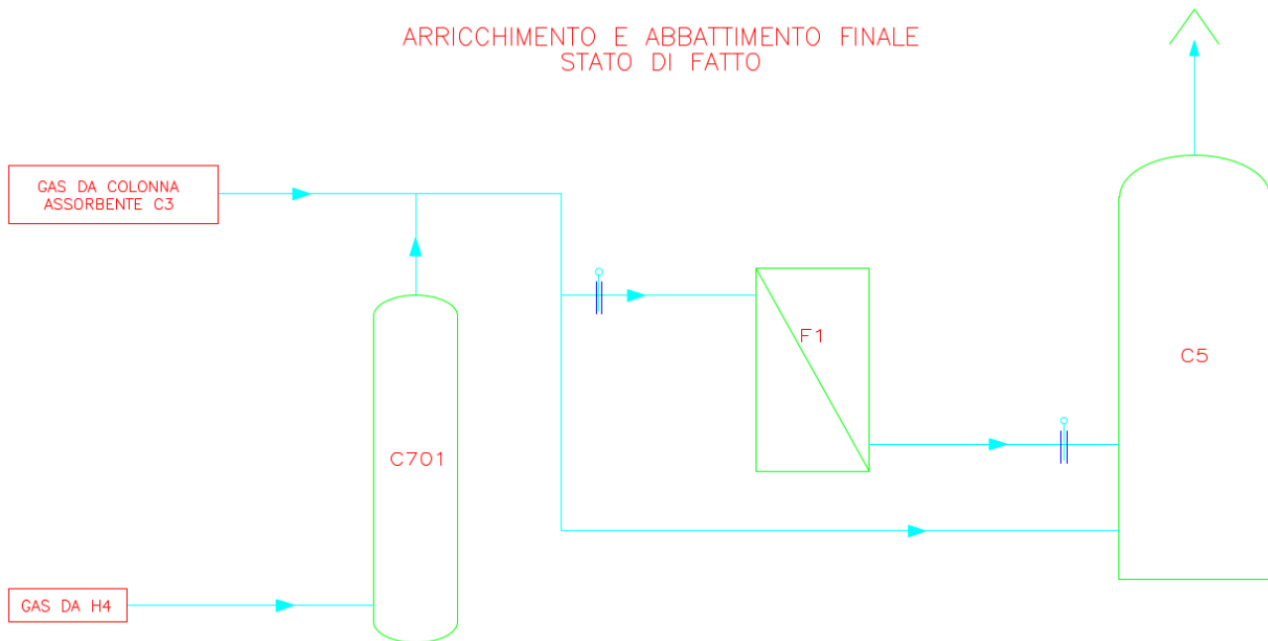 ARRICCHIMENTO E ABBATTIMENTO FINALE
STATO DI FATTO
GAS DA COLONNA
ASSORBENTE C3
F1
C5
C701
GAS DA H4